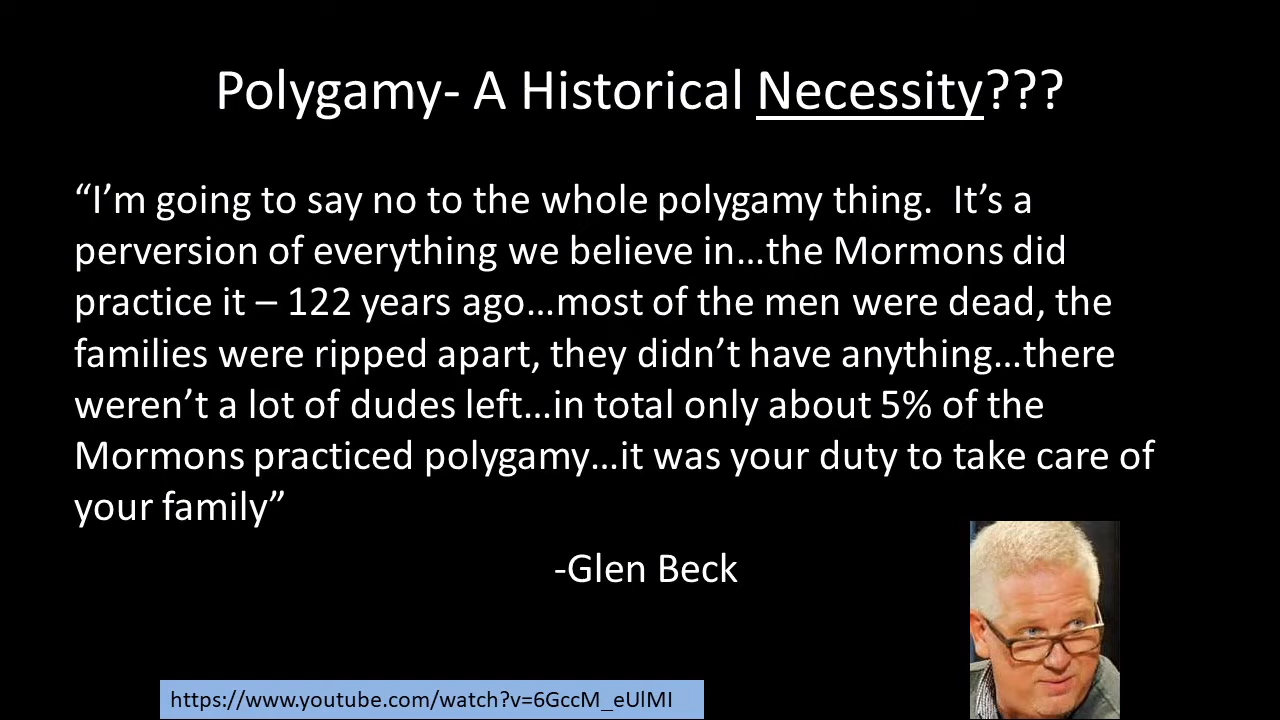 Polygamy- A Historical Necessity???
“I’m going to say no to the whole polygamy thing.  It’s a
perversion of everything we believe in…the Mormons did
practice it – 122 years ago…most of the men were dead, the
families were ripped apart, they didn’t have anything…there
weren’t a lot of dudes left…in total only about 5% of the
Mormons practiced polygamy…it was your duty to take care of
your family”
-Glen Beck
https://www.youtube.com/watch?v=6GccM_eUlMI